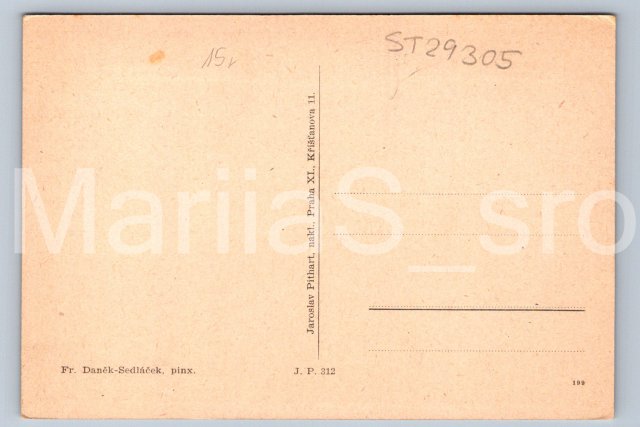 15,
ST29305
Jaroslav Pithart, nakl., Praha XI., Křišťanova 11.
MariiaS_sro
Fr. Daněk-Sedláček, pinx.
J. P. 312
199